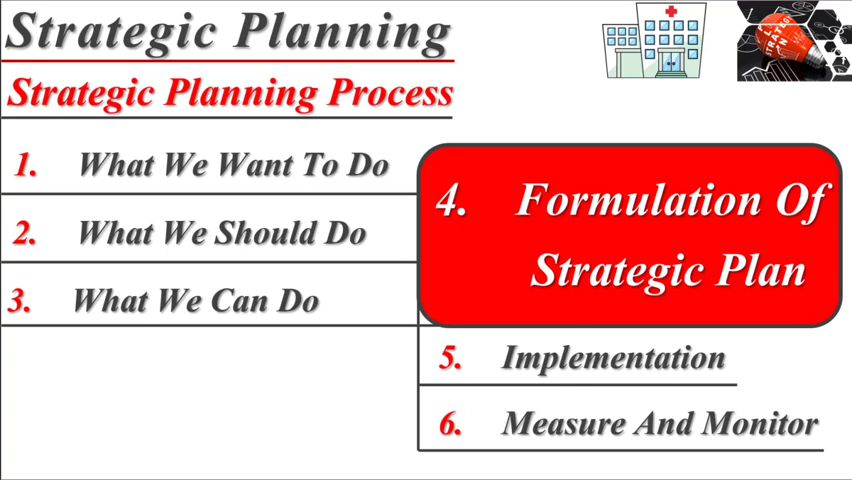 Strategic Planning
Strategic Planning Process
1. What We Want To Do
2. What We Should Do
3. What We Can Do
4. Formulation Of
Strategic Plan
5. Implementation
6. Measure And Monitor